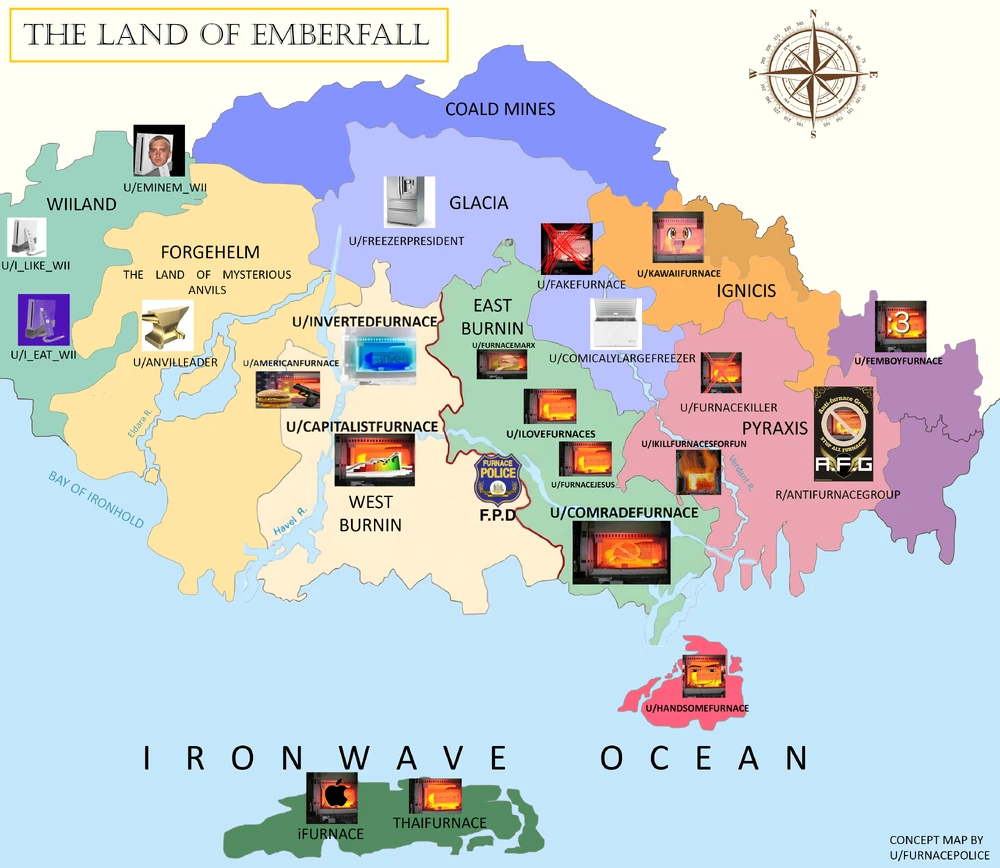 THE LAND OF EMBERFALL
N
W
E
S
COALD MINES
U/EMINEM_WII
WIILAND
GLACIA
U/I_LIKE_WII
FORGEHELM
THE LAND OF MYSTERIOUS
ANVILS
U/FREEZERPRESIDENT
U/FAKEFURNACE
U/KAWAIIFURNACE
IGNICIS
EAST
BURNIN
U/INVERTEDFURNACE
U/I_EAT_WII
U/ANVILLEADER
U/AMERICANFURNACE
U/FURNACEMARX
U/COMICALYLARGEFREEZER
3
U/FEMBOYFURNACE
U/FURNACEKILLER
Eldara R.
U/CAPITALISTFURNACE
U/ILOVEFURNACES
PYRAXIS
Anti-furnace Group
STOP ALL FURNACES
A.F.G
U/IKILLFURNACESFORFUN
BAY OF IRONHOLD
FURNACE
POLICE
F.P.D
U/FURNACEJESUS
Verdant R.
R/ANTIFURNACEGROUP
WEST
BURNIN
Havel R.
U/COMRADEFURNACE
U/HANDSOMEFURNACE
IRONWAVE OCEAN
iFURNACE
THAIFURNACE
CONCEPT MAP BY
U/FURNACEPOLICE